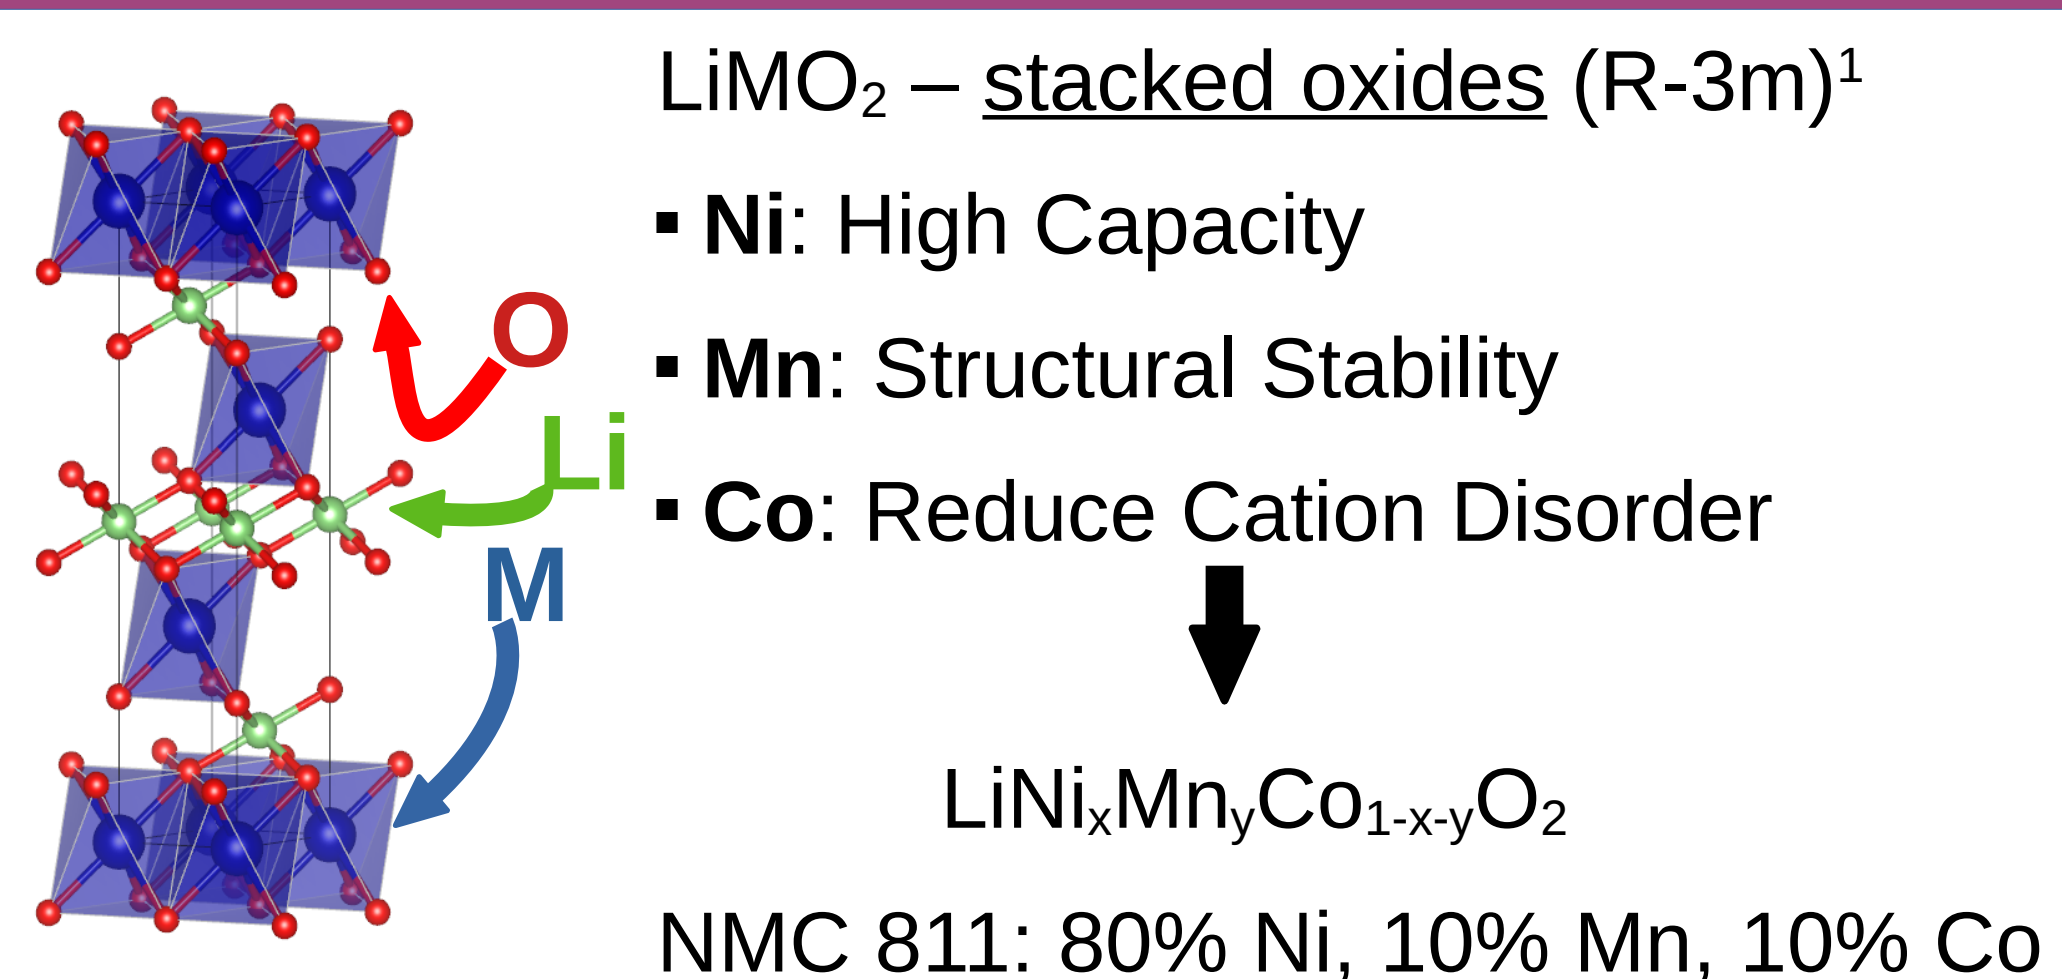 LiMO₂ – stacked oxides (R-3m)¹
▪ Ni: High Capacity
▪ Mn: Structural Stability
▪ Co: Reduce Cation Disorder
LiNiₓMnᵧCo₁₋ₓ₋ᵧO₂
NMC 811: 80% Ni, 10% Mn, 10% Co
O
Li
M